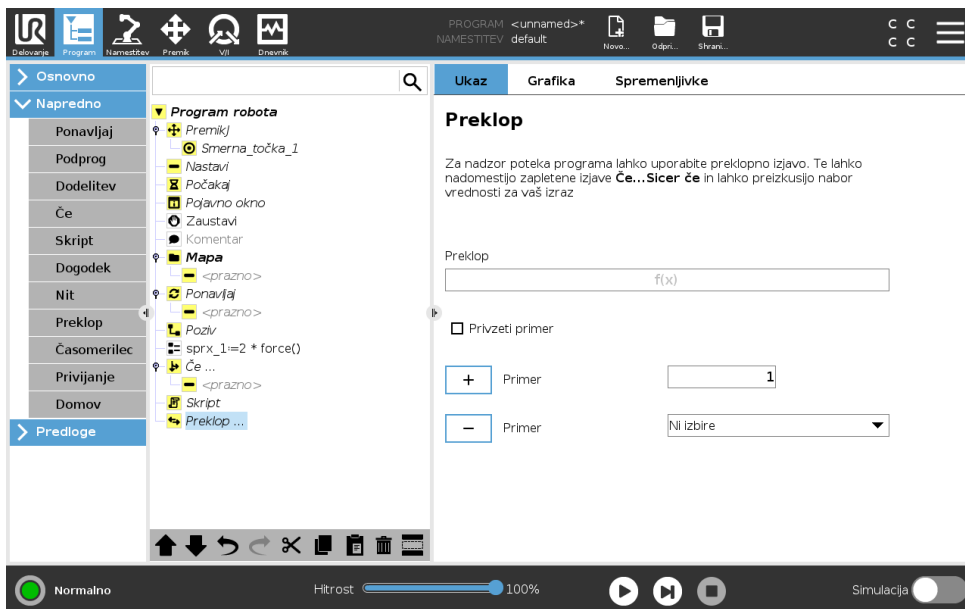 PROGRAM <unnamed>*
NAMESTITEV default
Delovanje
Program
Namestitev
Premik
V/I
Dnevnik
Novo...
Odpri...
Shrani...
C C
C C
Osnovno
Napredno
Ponavljaj
Podprog
Dodelitev
Če
Skript
Dogodek
Nit
Preklop
Časomerilec
Privijanje
Domov
Predloge
Program robota
PremikJ
Smerna_točka_1
Nastavi
Počakaj
Pojavno okno
Zaustavi
Komentar
Mapa
<prazno>
Ponavljaj
<prazno>
Poziv
sprx_1:=2 * force()
Če ...
<prazno>
Skript
Preklop ...
Ukaz
Grafika
Spremenljivke
Preklop
Za nadzor poteka programa lahko uporabite preklopno izjavo. Te lahko
nadomestijo zapletene izjave Če...Sicer če in lahko preizkusijo nabor
vrednosti za vaš izraz
Preklop
f(x)
Privzeti primer
+ Primer 1
− Primer Ni izbire
Normalno
Hitrost 100%
Simulacija